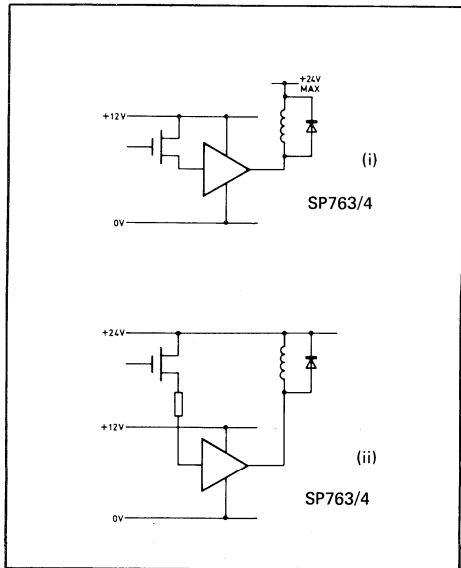 +24V
MAX
+12V
(i)
SP763/4
0V
+24V
+12V
(ii)
SP763/4
0V